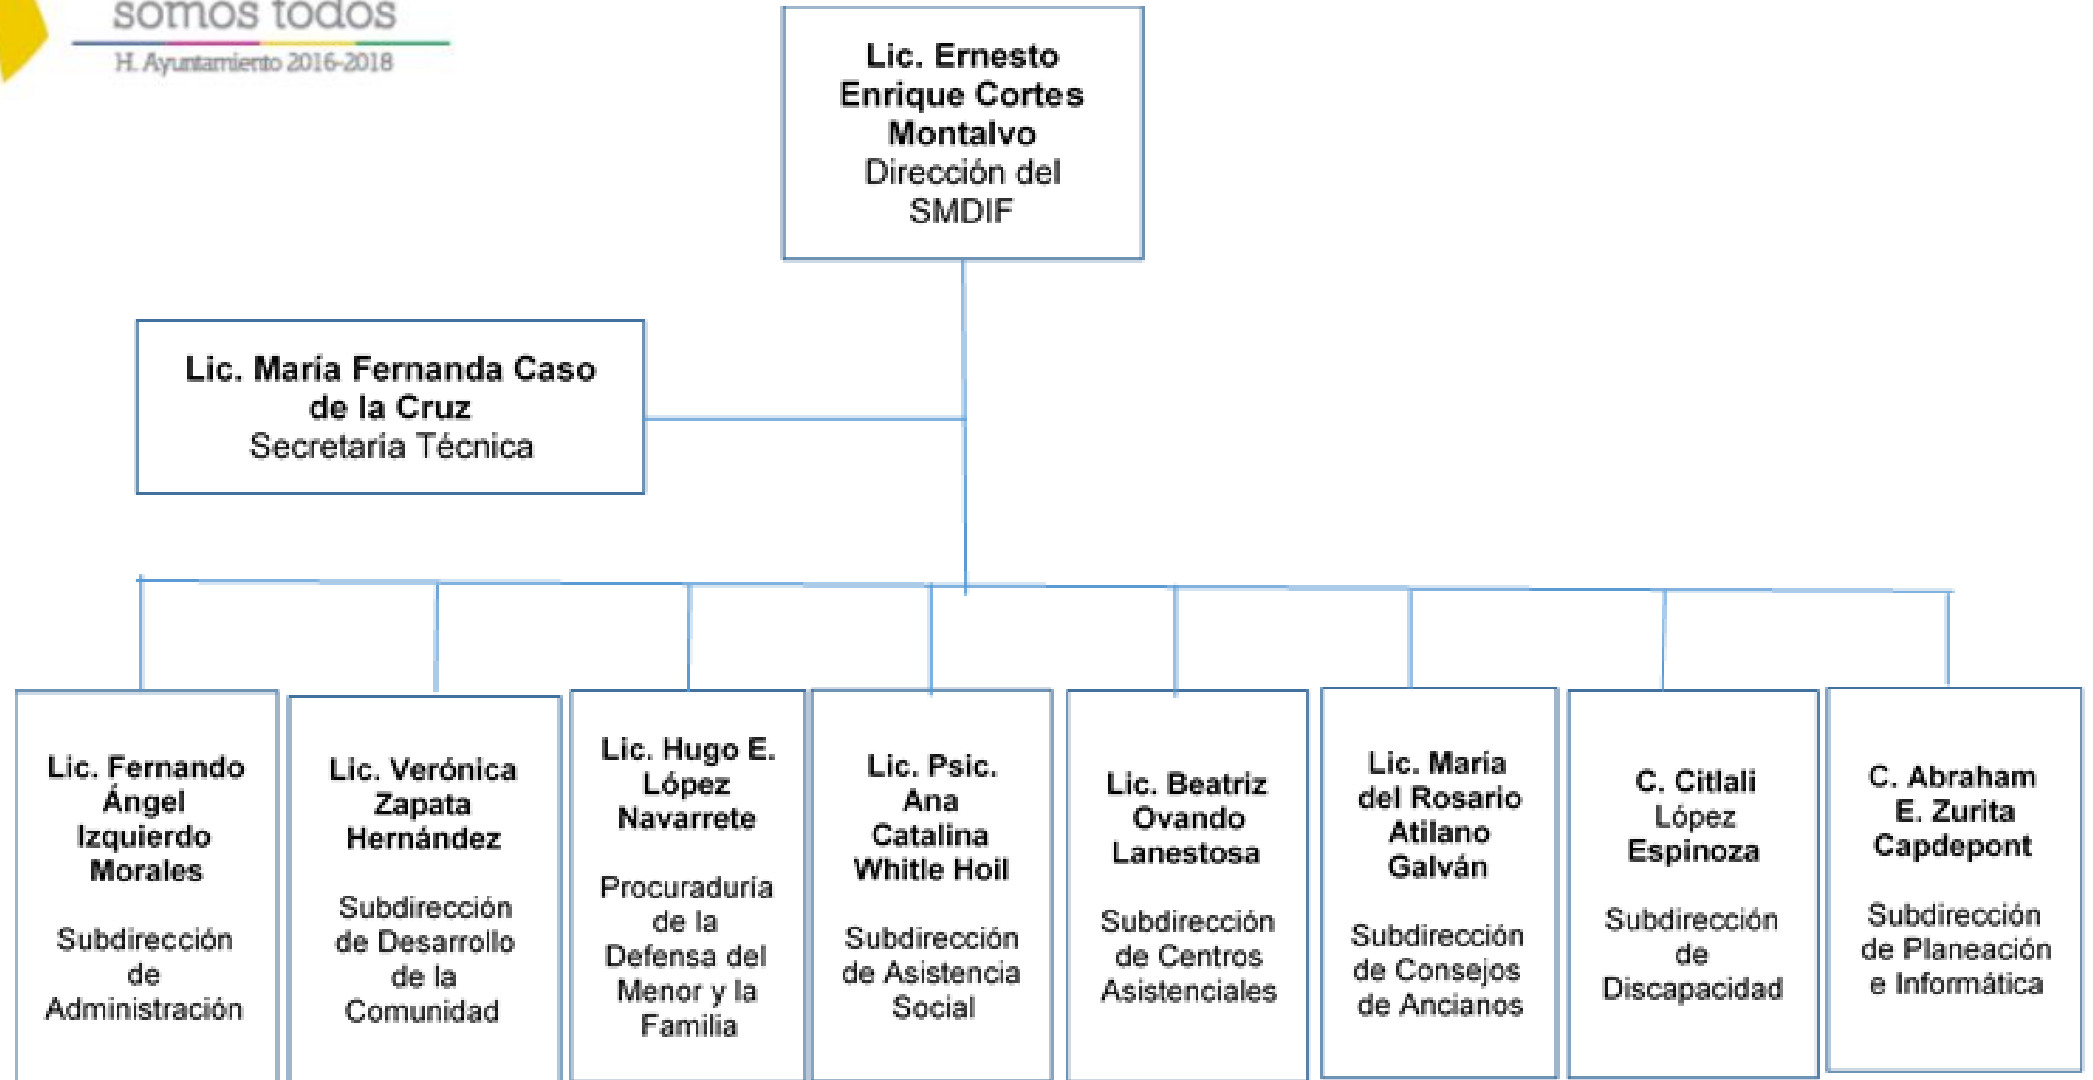 somos todos
H. Ayuntamiento 2016-2018
Lic. Ernesto
Enrique Cortes
Montalvo
Dirección del
SMDIF
Lic. María Fernanda Caso
de la Cruz
Secretaría Técnica
Lic. Fernando
Ángel
Izquierdo
Morales
Subdirección
de
Administración
Lic. Verónica
Zapata
Hernández
Subdirección
de Desarrollo
de la
Comunidad
Lic. Hugo E.
López
Navarrete
Procuraduría
de la
Defensa del
Menor y la
Familia
Lic. Psic.
Ana
Catalina
Whitle Hoil
Subdirección
de Asistencia
Social
Lic. Beatriz
Ovando
Lanestosa
Subdirección
de Centros
Asistenciales
Lic. María
del Rosario
Atilano
Galván
Subdirección
de Consejos
de Ancianos
C. Citlali
López
Espinoza
Subdirección
de
Discapacidad
C. Abraham
E. Zurita
Capdepont
Subdirección
de Planeación
e Informática